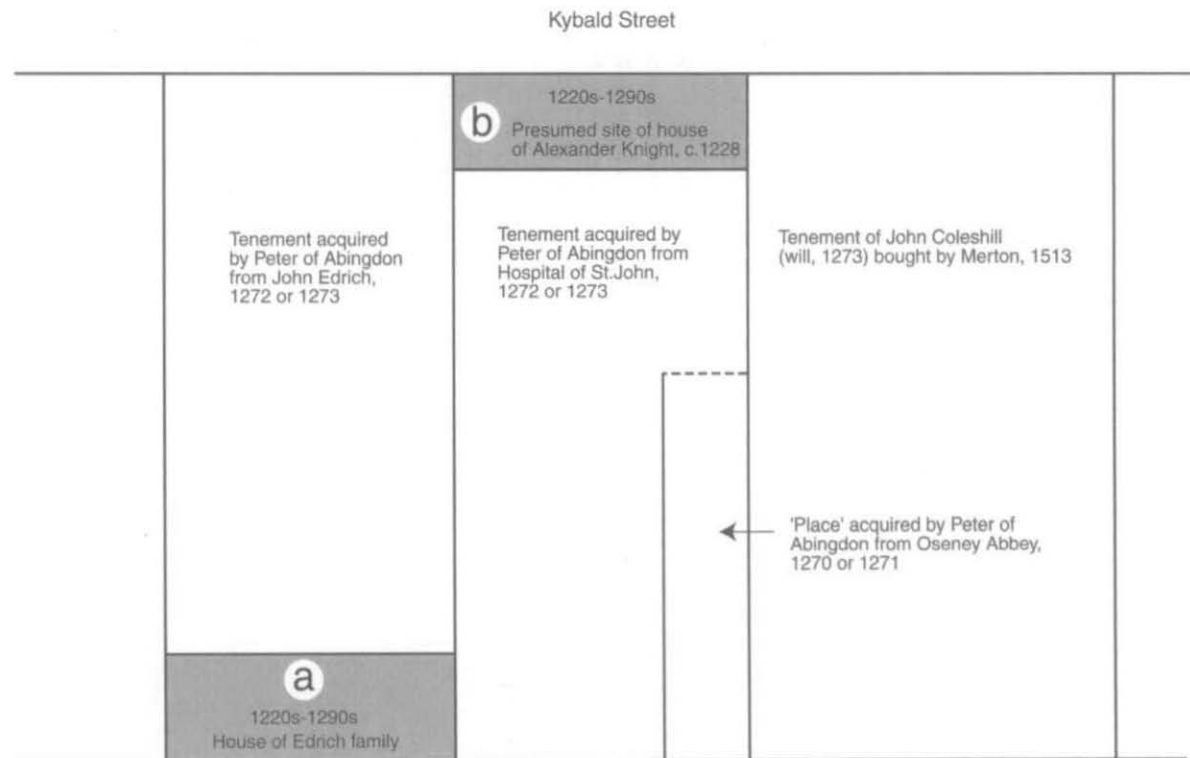 Kybald Street
1220s-1290s
b
Presumed site of house
of Alexander Knight, c.1228
Tenement acquired
by Peter of Abingdon
from John Edrich,
1272 or 1273
Tenement acquired by
Peter of Abingdon from
Hospital of St.John,
1272 or 1273
Tenement of John Coleshill
(will, 1273) bought by Merton, 1513
'Place' acquired by Peter of
Abingdon from Oseney Abbey,
1270 or 1271
a
1220s-1290s
House of Edrich family